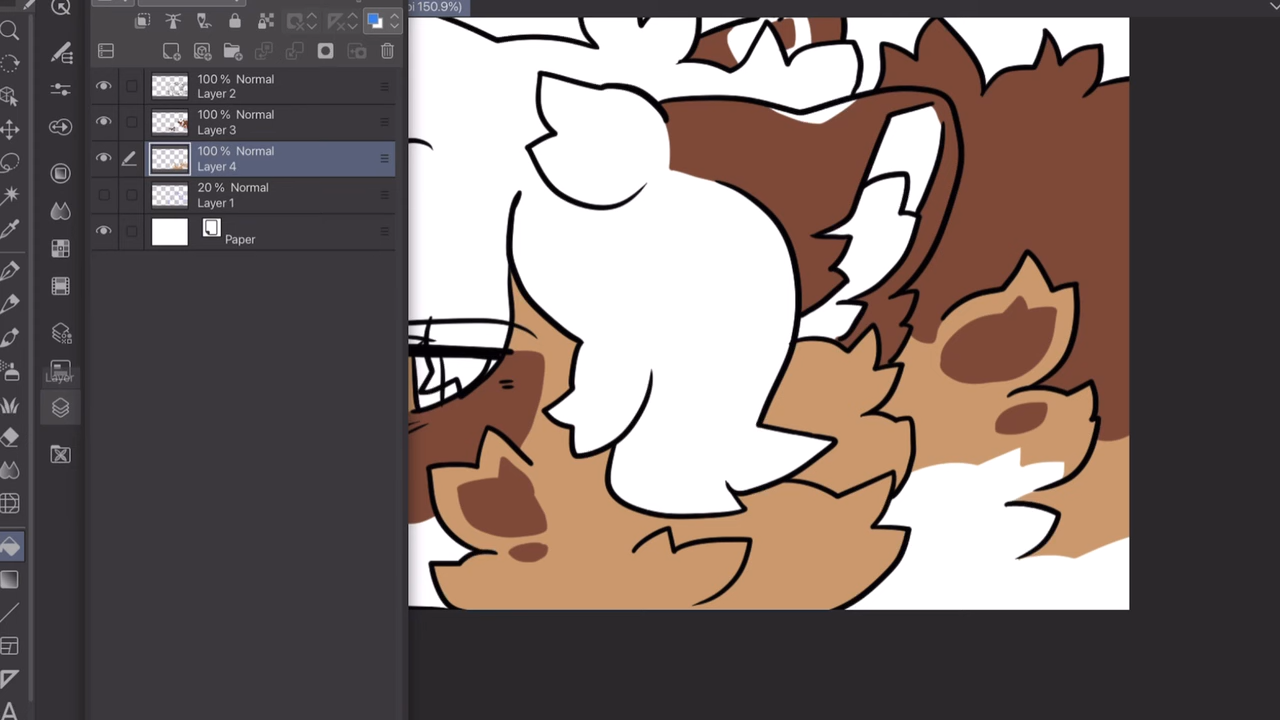 pi 150.9%)
100 % Normal
Layer 2
100 % Normal
Layer 3
100 % Normal
Layer 4
20 % Normal
Layer 1
Paper
Layer